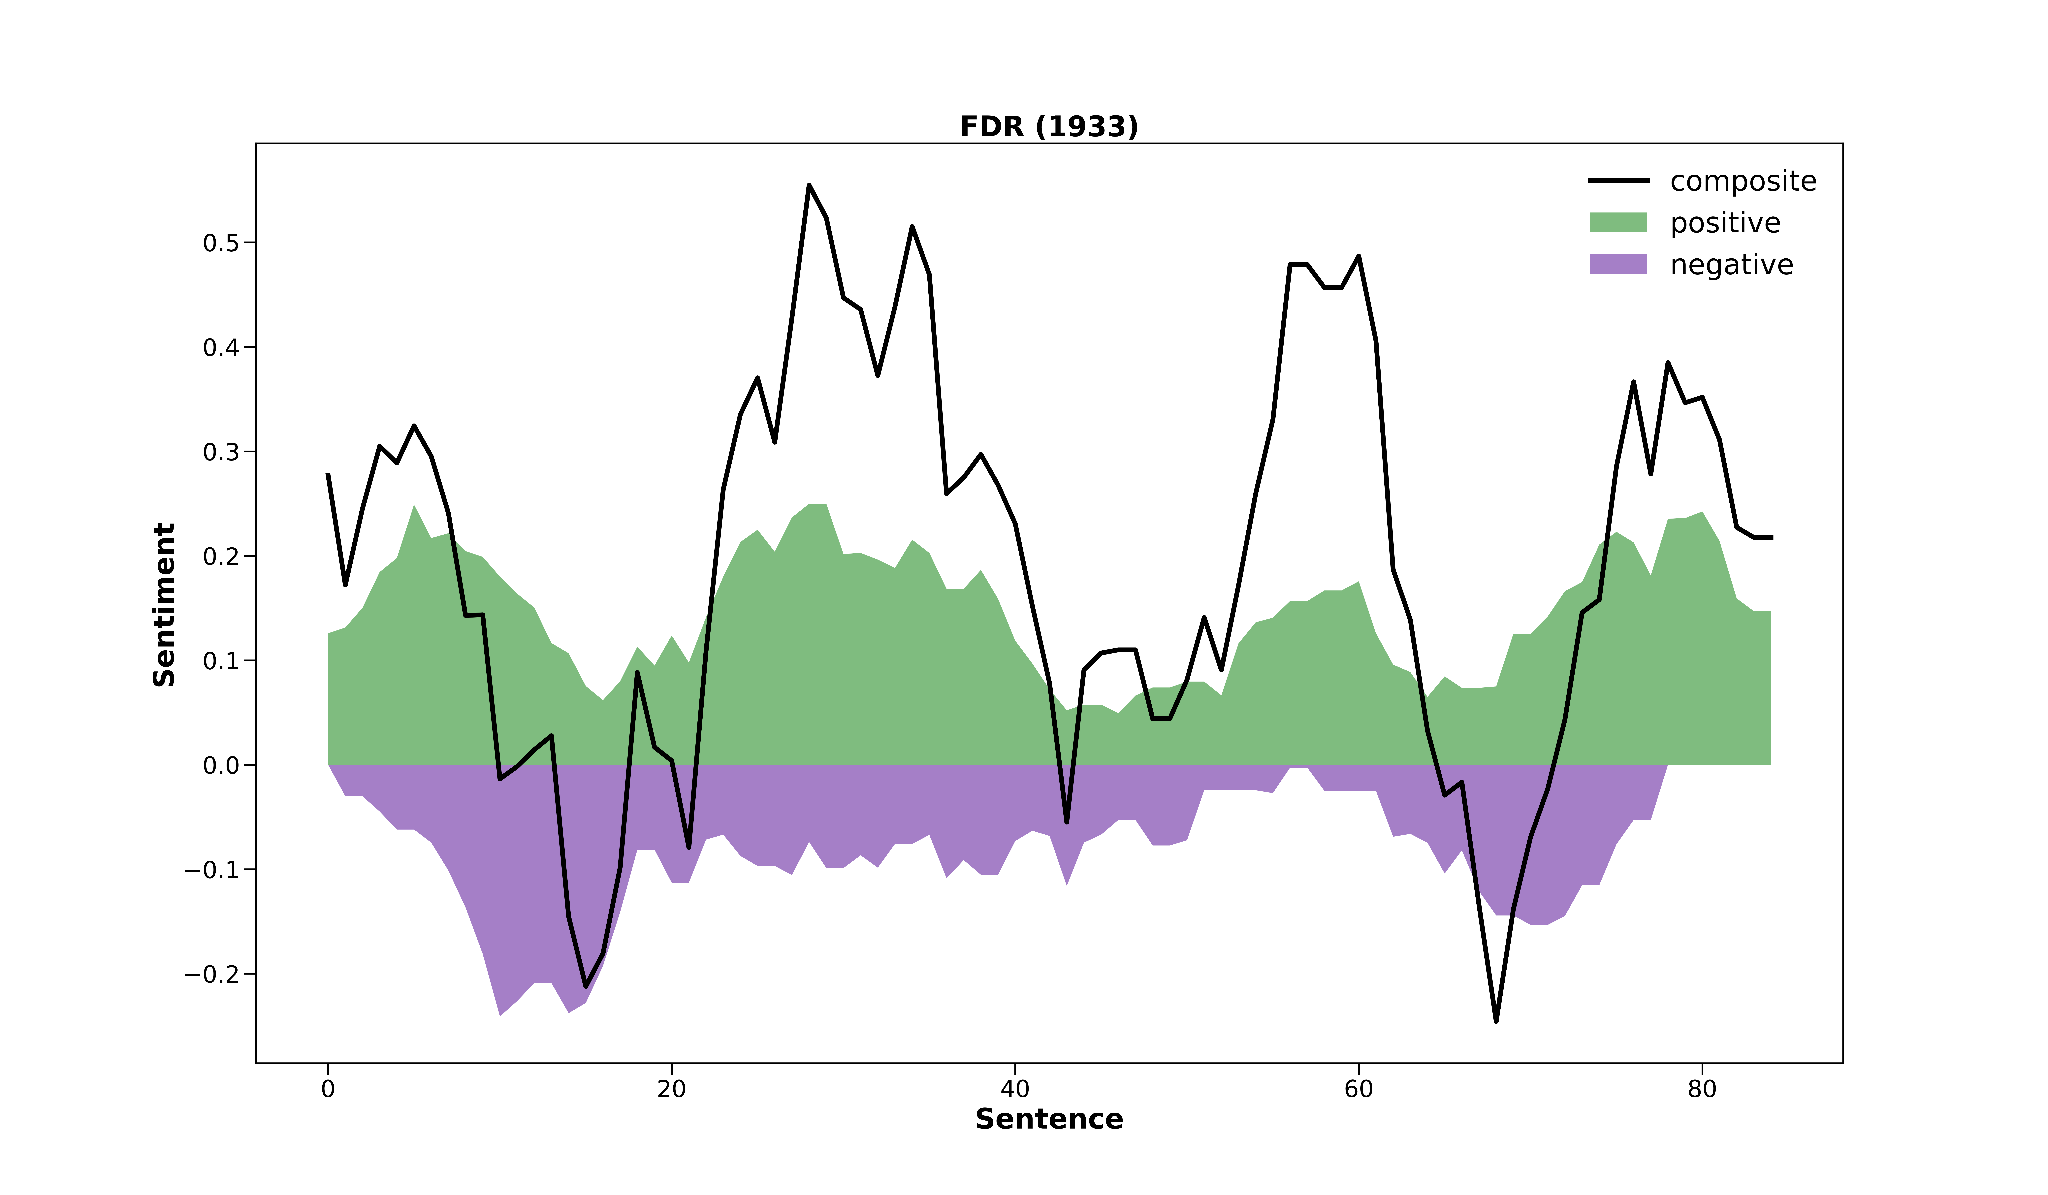 FDR (1933)
composite
positive
negative
0.5
0.4
0.3
0.2
0.1
0.0
−0.1
−0.2
Sentiment
0 20 40 60 80
Sentence